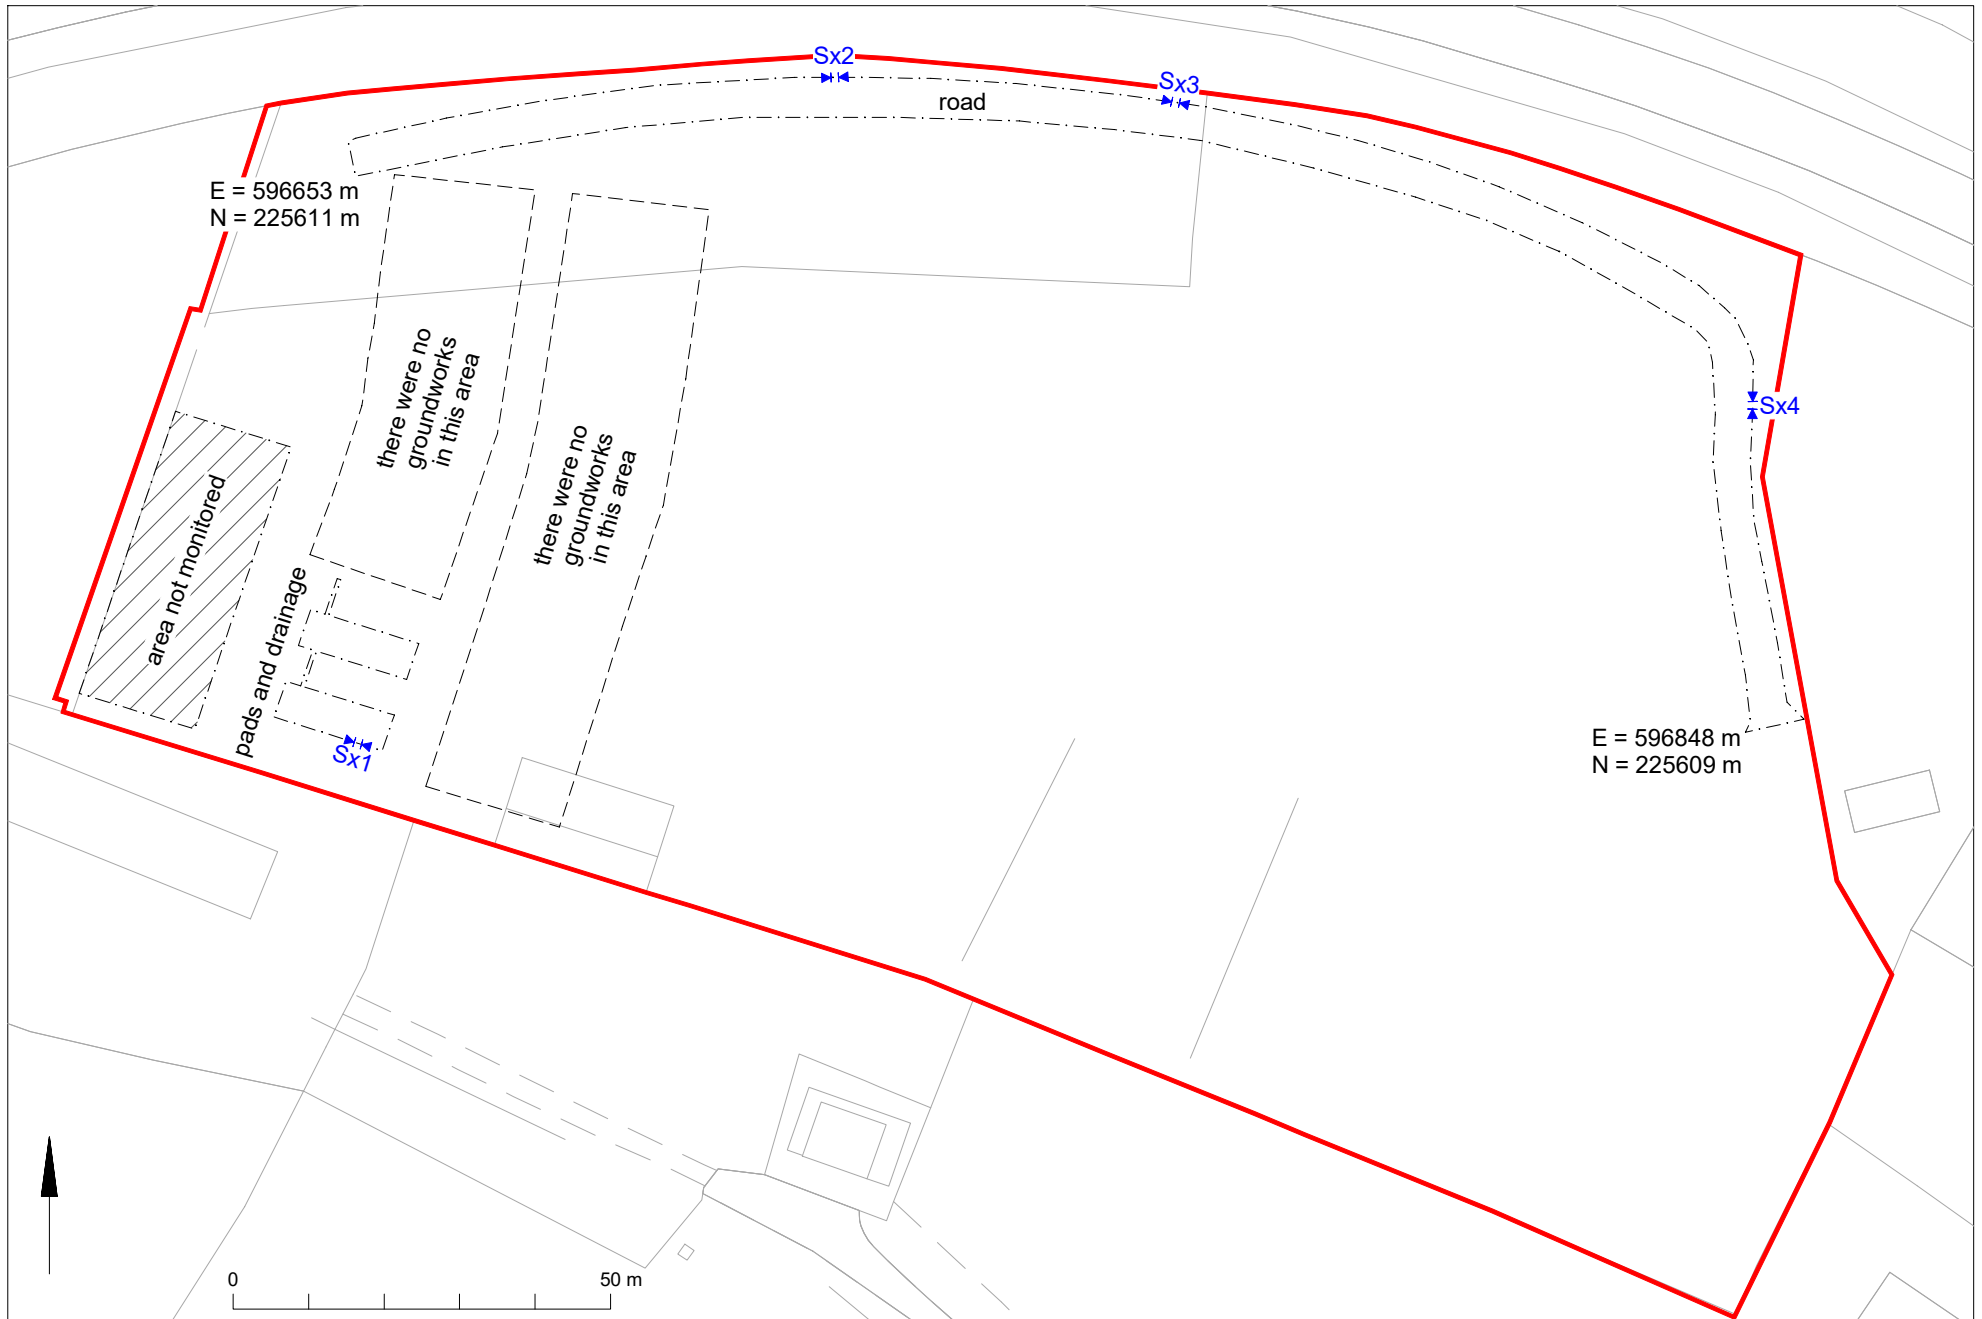 Sx2
Sx3
road
E = 596653 m
N = 225611 m
there were no
groundworks
in this area
there were no
groundworks
in this area
Sx4
area not monitored
pads and drainage
Sx1
E = 596848 m
N = 225609 m
0
50 m